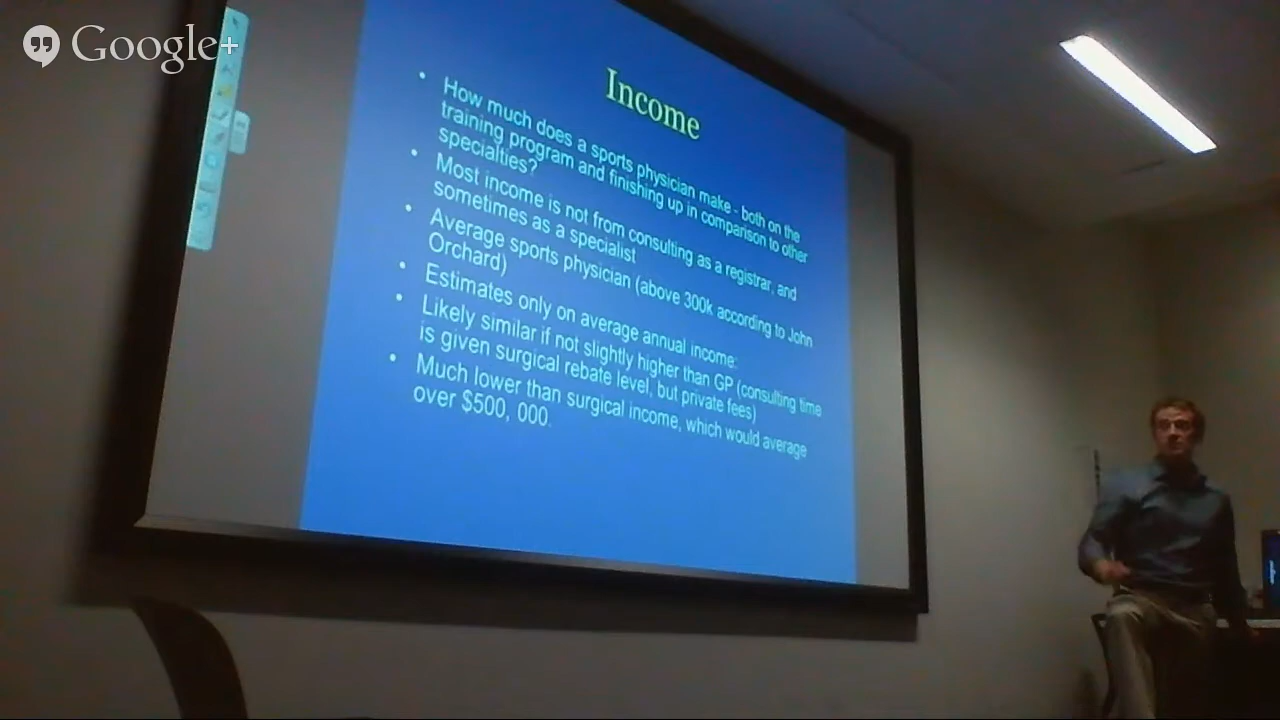 Google+
Income
• How much does a sports physician make - both on the
training program and finishing up in comparison to other
specialties?
• Most income is not from consulting as a registrar, and
sometimes as a specialist
• Average sports physician (above 300k according to John
Orchard)
• Estimates only on average annual income:
• Likely similar if not slightly higher than GP (consulting time
is given surgical rebate level, but private fees)
• Much lower than surgical income, which would average
over $500, 000.